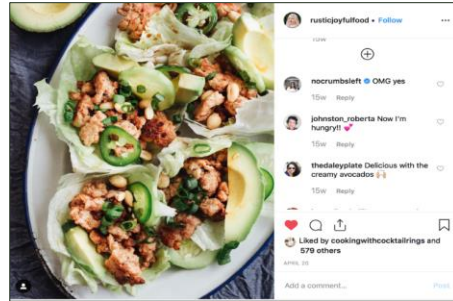 rusticjoyfulfood • Follow
15w
nocrumbsleft OMG yes
15w Reply
johnston_roberta Now I'm
hungry!! 💕
15w Reply
thedaleyplate Delicious with the
creamy avocados 🙌
15w Reply
Liked by cookingwithcocktailrings and
579 others
APRIL 26
Add a comment... Post